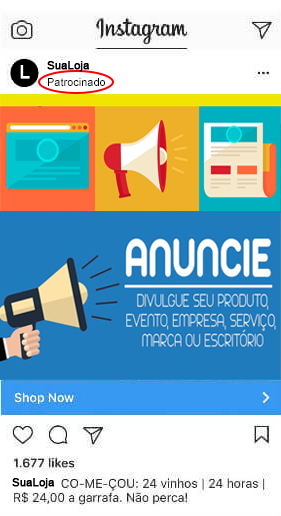 Instagram
L
SuaLoja
Patrocinado
ANUNCIE
DIVULGUE SEU PRODUTO,
EVENTO, EMPRESA, SERVIÇO,
MARCA OU ESCRITÓRIO
Shop Now
1.677 likes
SuaLoja CO-ME-ÇOU: 24 vinhos | 24 horas |
R$ 24,00 a garrafa. Não perca!